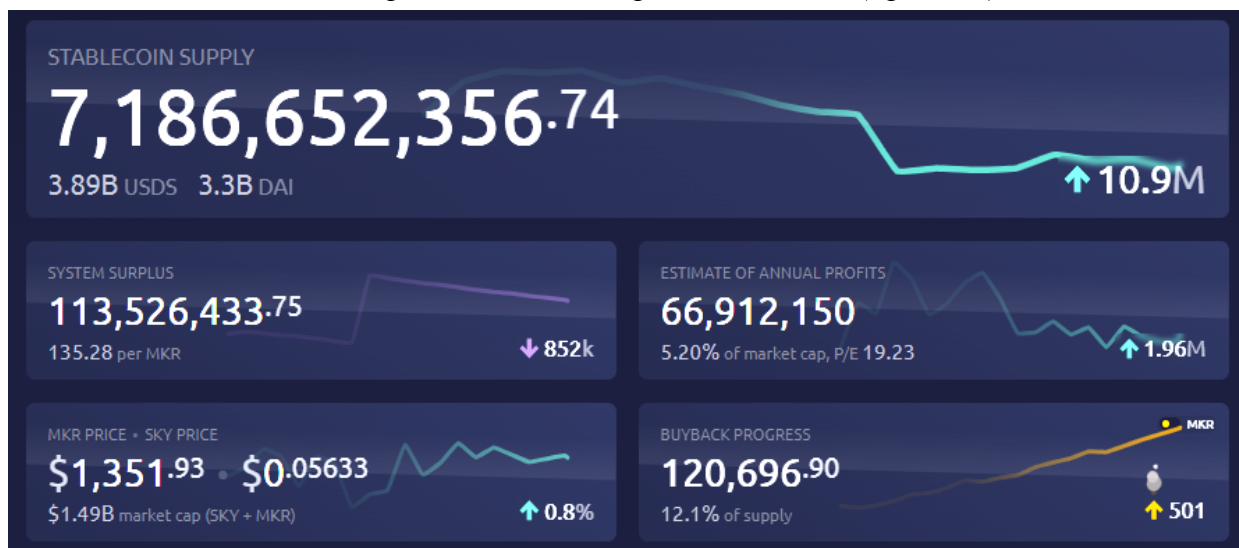 STABLECOIN SUPPLY
7,186,652,356.74
3.89B USDS 3.3B DAI
↑ 10.9M
SYSTEM SURPLUS
113,526,433.75
135.28 per MKR
↓ 852k
ESTIMATE OF ANNUAL PROFITS
66,912,150
5.20% of market cap, P/E 19.23
↑ 1.96M
MKR PRICE • SKY PRICE
$1,351.93 • $0.05633
$1.49B market cap (SKY + MKR)
↑ 0.8%
BUYBACK PROGRESS
MKR
120,696.90
12.1% of supply
↑ 501